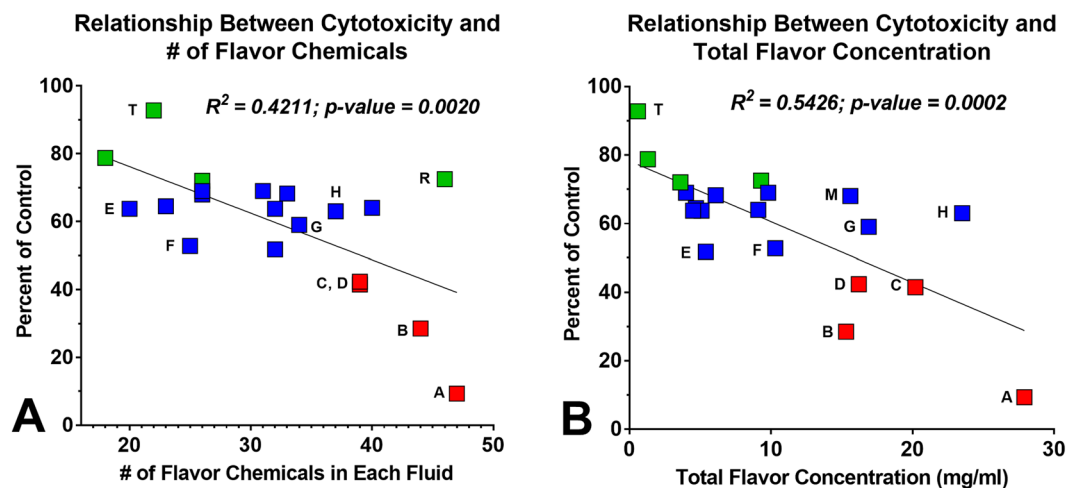 Relationship Between Cytotoxicity and
# of Flavor Chemicals
R² = 0.4211; p-value = 0.0020
Percent of Control
100
80
60
40
20
0
T
R
H
E
G
F
C, D
B
A
20
30
40
50
# of Flavor Chemicals in Each Fluid
A
Relationship Between Cytotoxicity and
Total Flavor Concentration
R² = 0.5426; p-value = 0.0002
Percent of Control
100
80
60
40
20
0
T
M
H
G
E
F
D
C
B
A
0
10
20
30
Total Flavor Concentration (mg/ml)
B